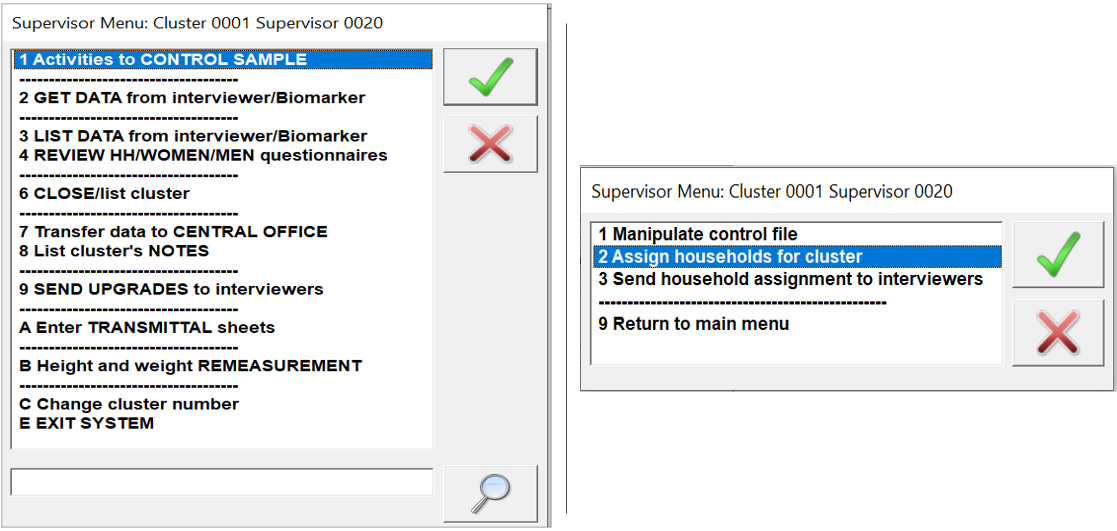 Supervisor Menu: Cluster 0001 Supervisor 0020
1 Activities to CONTROL SAMPLE
-------------------------------------
2 GET DATA from interviewer/Biomarker
-------------------------------------
3 LIST DATA from interviewer/Biomarker
4 REVIEW HH/WOMEN/MEN questionnaires
-------------------------------------
6 CLOSE/list cluster
-------------------------------------
7 Transfer data to CENTRAL OFFICE
8 List cluster's NOTES
-------------------------------------
9 SEND UPGRADES to interviewers
-------------------------------------
A Enter TRANSMITTAL sheets
-------------------------------------
B Height and weight REMEASUREMENT
-------------------------------------
C Change cluster number
E EXIT SYSTEM
Supervisor Menu: Cluster 0001 Supervisor 0020
1 Manipulate control file
2 Assign households for cluster
3 Send household assignment to interviewers
-------------------------------------------------
9 Return to main menu